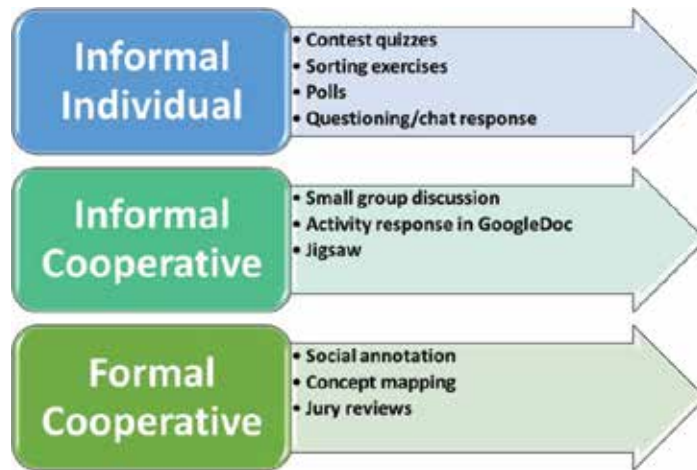 Informal
Individual
• Contest quizzes
• Sorting exercises
• Polls
• Questioning/chat response
Informal
Cooperative
• Small group discussion
• Activity response in GoogleDoc
• Jigsaw
Formal
Cooperative
• Social annotation
• Concept mapping
• Jury reviews